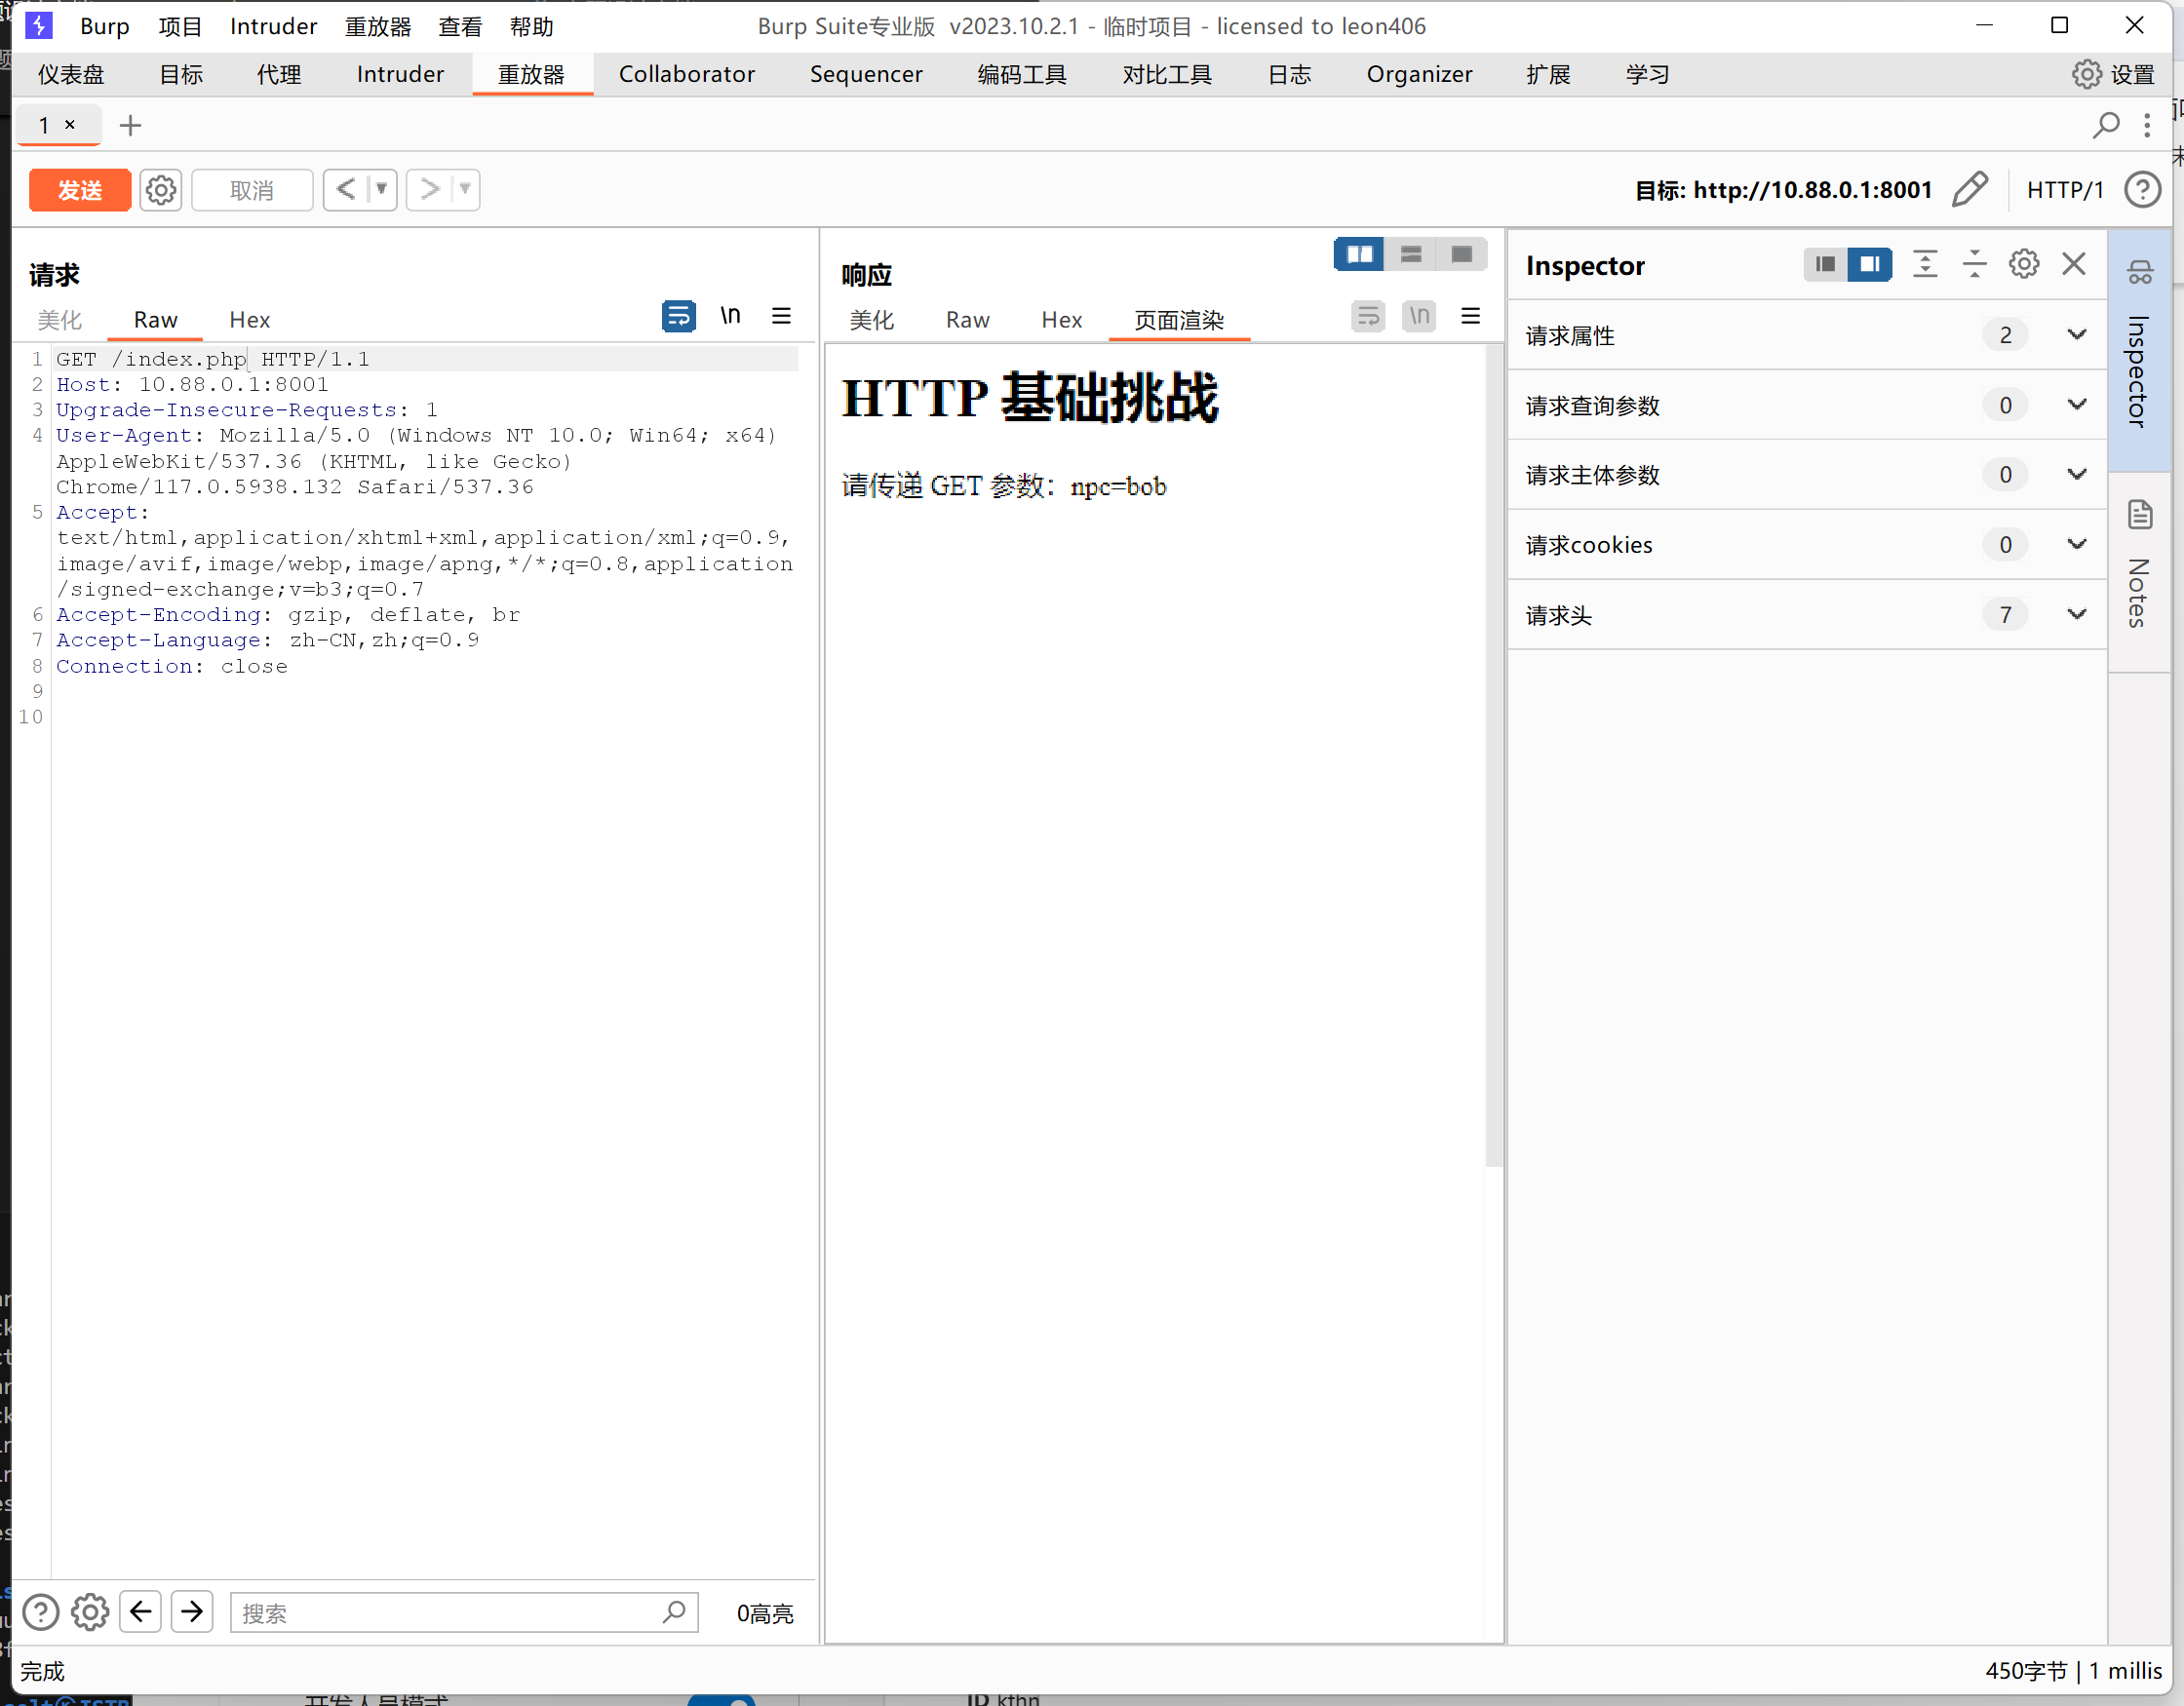 Burp 项目 Intruder 重放器 查看 帮助 Burp Suite专业版 v2023.10.2.1 - 临时项目 - licensed to leon406
仪表盘 目标 代理 Intruder 重放器 Collaborator Sequencer 编码工具 对比工具 日志 Organizer 扩展 学习 设置
1 × +
发送 取消 < > 目标: http://10.88.0.1:8001 HTTP/1
请求
美化 Raw Hex \n
1 GET /index.php HTTP/1.1
2 Host: 10.88.0.1:8001
3 Upgrade-Insecure-Requests: 1
4 User-Agent: Mozilla/5.0 (Windows NT 10.0; Win64; x64)
AppleWebKit/537.36 (KHTML, like Gecko)
Chrome/117.0.5938.132 Safari/537.36
5 Accept:
text/html,application/xhtml+xml,application/xml;q=0.9,
image/avif,image/webp,image/apng,*/*;q=0.8,application
/signed-exchange;v=b3;q=0.7
6 Accept-Encoding: gzip, deflate, br
7 Accept-Language: zh-CN,zh;q=0.9
8 Connection: close
9
10
搜索 0高亮
响应
美化 Raw Hex 页面渲染 \n
HTTP 基础挑战
请传递 GET 参数：npc=bob
Inspector
请求属性 2
请求查询参数 0
请求主体参数 0
请求cookies 0
请求头 7
Inspector
Notes
完成 450字节 | 1 millis
开发人员模式
ID kthn